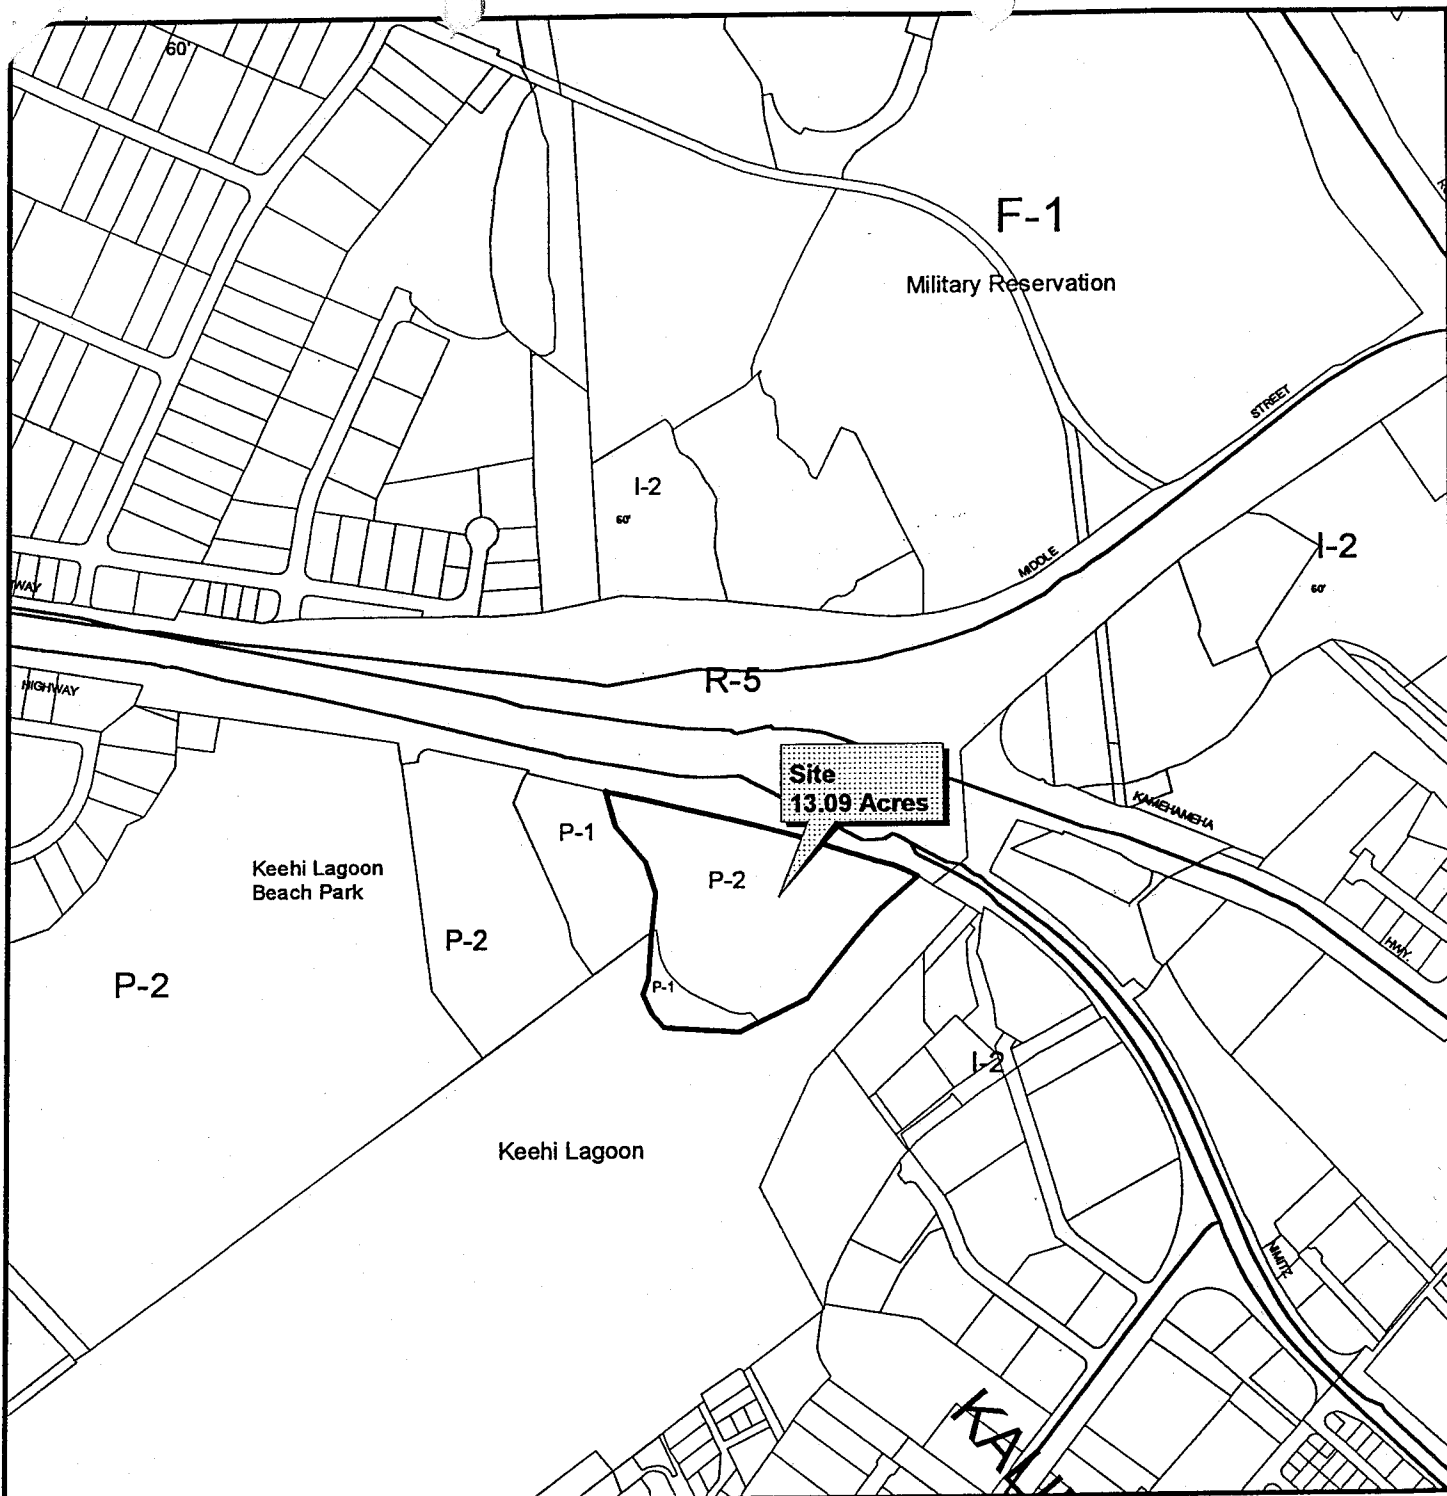 60'
F-1
Military Reservation
STREET
I-2
60'
MIDDLE
I-2
60'
WAY
R-5
HIGHWAY
Site
13.09 Acres
KAMEHAMEHA
P-1
Keehi Lagoon
Beach Park
P-2
P-2
HWY.
P-2
P-1
I-2
Keehi Lagoon
NIMITZ